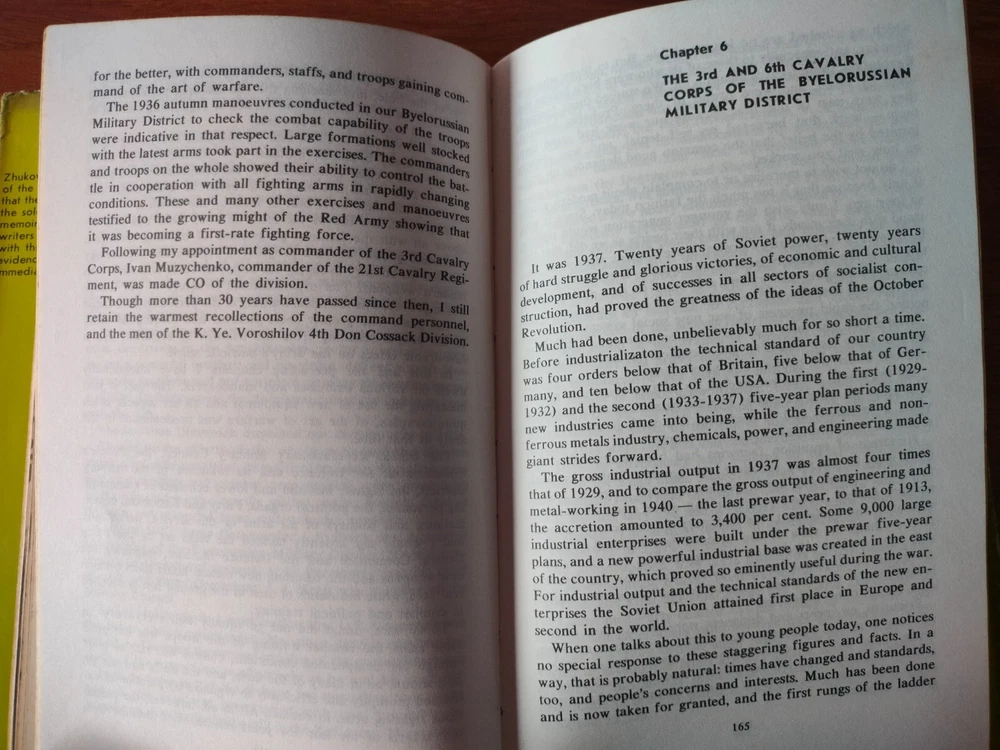 Zhukov
of the
that the
the sol
memoir
writers
with th
evidenc
mmedia
for the better, with commanders, staffs, and troops gaining com-
mand of the art of warfare.
The 1936 autumn manoeuvres conducted in our Byelorussian
Military District to check the combat capability of the troops
were indicative in that respect. Large formations well stocked
with the latest arms took part in the exercises. The commanders
and troops on the whole showed their ability to control the bat-
tle in cooperation with all fighting arms in rapidly changing
conditions. These and many other exercises and manoeuvres
testified to the growing might of the Red Army showing that
it was becoming a first-rate fighting force.
Following my appointment as commander of the 3rd Cavalry
Corps, Ivan Muzychenko, commander of the 21st Cavalry Regi-
ment, was made CO of the division.
Though more than 30 years have passed since then, I still
retain the warmest recollections of the command personnel,
and the men of the K. Ye. Voroshilov 4th Don Cossack Division.
Chapter 6
THE 3rd AND 6th CAVALRY
CORPS OF THE BYELORUSSIAN
MILITARY DISTRICT
It was 1937. Twenty years of Soviet power, twenty years
of hard struggle and glorious victories, of economic and cultural
development, and of successes in all sectors of socialist con-
struction, had proved the greatness of the ideas of the October
Revolution.
Much had been done, unbelievably much for so short a time.
Before industrializaton the technical standard of our country
was four orders below that of Britain, five below that of Ger-
many, and ten below that of the USA. During the first (1929-
1932) and the second (1933-1937) five-year plan periods many
new industries came into being, while the ferrous and non-
ferrous metals industry, chemicals, power, and engineering made
giant strides forward.
The gross industrial output in 1937 was almost four times
that of 1929, and to compare the gross output of engineering and
metal-working in 1940 — the last prewar year, to that of 1913,
the accretion amounted to 3,400 per cent. Some 9,000 large
industrial enterprises were built under the prewar five-year
plans, and a new powerful industrial base was created in the east
of the country, which proved so eminently useful during the war.
For industrial output and the technical standards of the new en-
terprises the Soviet Union attained first place in Europe and
second in the world.
When one talks about this to young people today, one notices
no special response to these staggering figures and facts. In a
way, that is probably natural: times have changed and standards,
too, and people's concerns and interests. Much has been done
and is now taken for granted, and the first rungs of the ladder
165